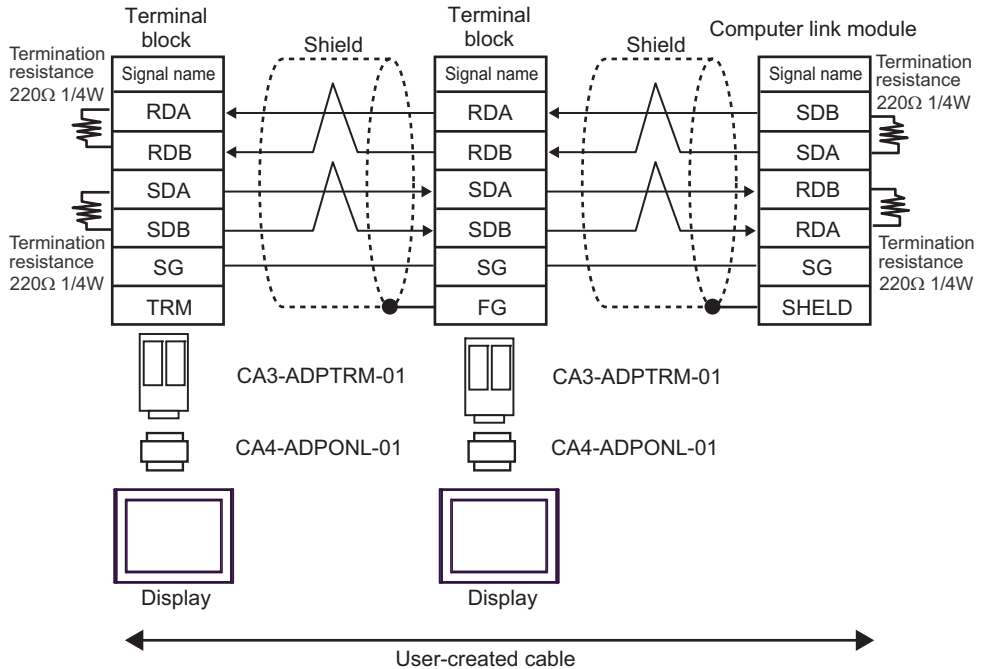 Terminal
block
Shield
Terminal
block
Shield
Computer link module
Termination
resistance
220Ω 1/4W
Signal name
RDA
RDB
SDA
SDB
SG
TRM
Termination
resistance
220Ω 1/4W
Signal name
RDA
RDB
SDA
SDB
SG
FG
Signal name
SDB
SDA
RDB
RDA
SG
SHELD
Termination
resistance
220Ω 1/4W
Termination
resistance
220Ω 1/4W
CA3-ADPTRM-01
CA3-ADPTRM-01
CA4-ADPONL-01
CA4-ADPONL-01
Display
Display
User-created cable